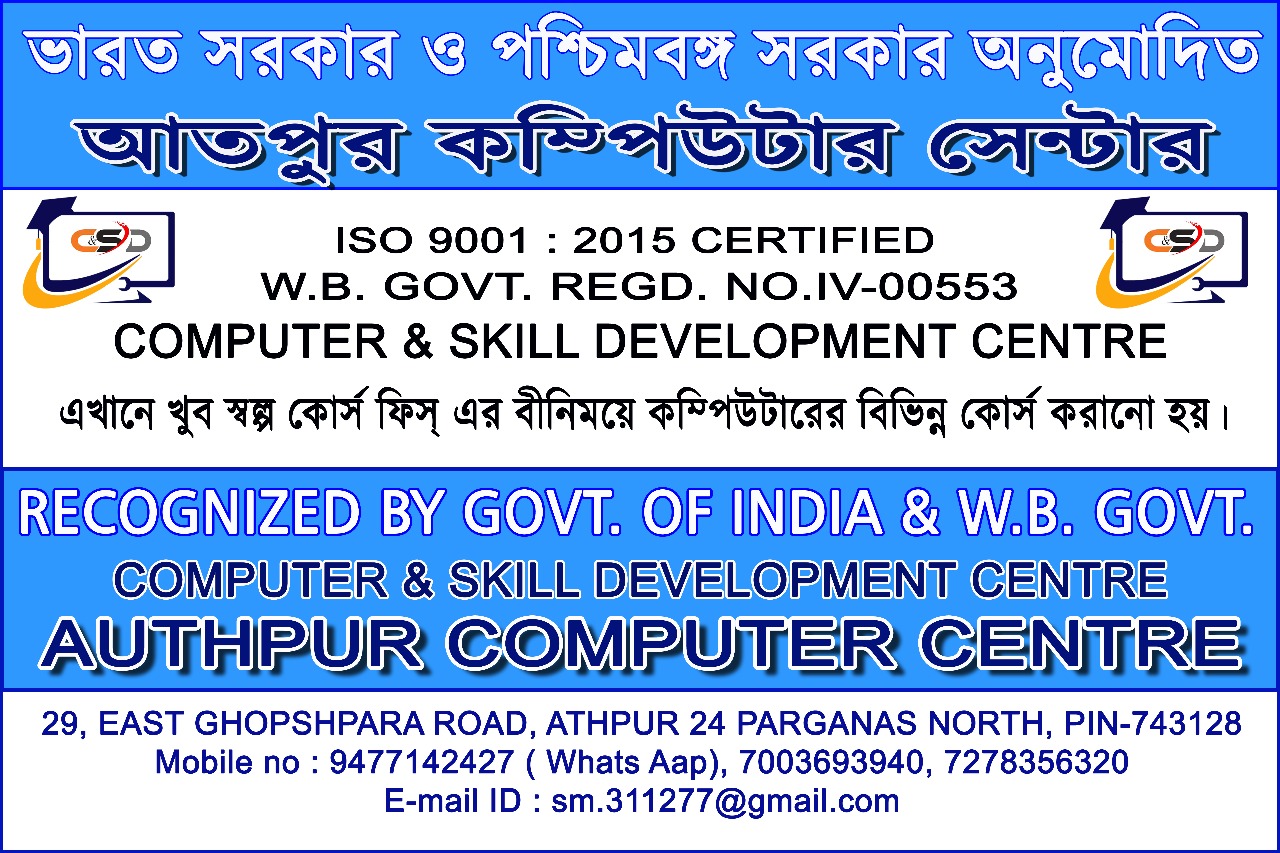 ভারত সরকার ও পশ্চিমবঙ্গ সরকার অনুমোদিত
আতপুর কম্পিউটার সেন্টার
C&SD
C&SD
ISO 9001 : 2015 CERTIFIED
W.B. GOVT. REGD. NO.IV-00553
COMPUTER & SKILL DEVELOPMENT CENTRE
এখানে খুব স্বল্প কোর্স ফিস্ এর বীনিময়ে কম্পিউটারের বিভিন্ন কোর্স করানো হয়।
RECOGNIZED BY GOVT. OF INDIA & W.B. GOVT.
COMPUTER & SKILL DEVELOPMENT CENTRE
AUTHPUR COMPUTER CENTRE
29, EAST GHOPSHPARA ROAD, ATHPUR 24 PARGANAS NORTH, PIN-743128
Mobile no : 9477142427 ( Whats Aap), 7003693940, 7278356320
E-mail ID : sm.311277@gmail.com